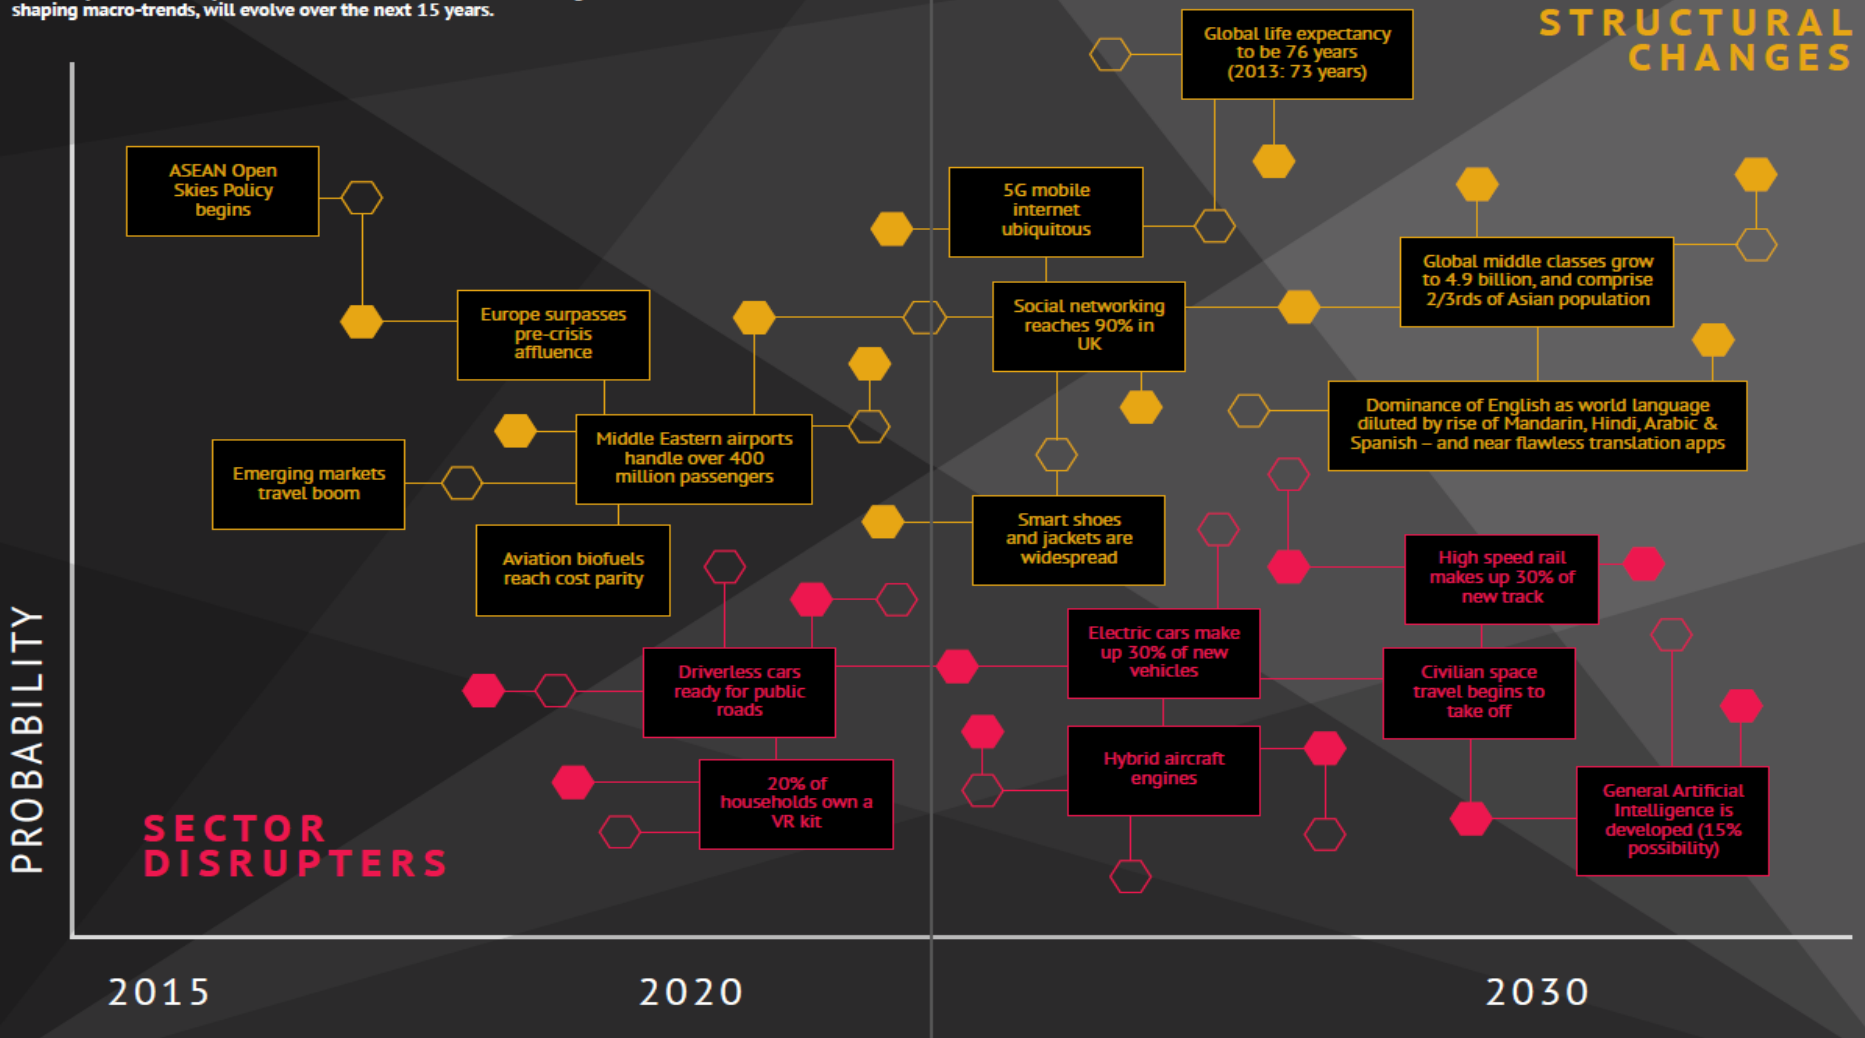 shaping macro-trends, will evolve over the next 15 years.
STRUCTURAL
CHANGES
Global life expectancy
to be 76 years
(2013: 73 years)
ASEAN Open
Skies Policy
begins
5G mobile
internet
ubiquitous
Global middle classes grow
to 4.9 billion, and comprise
2/3rds of Asian population
Europe surpasses
pre-crisis
affluence
Social networking
reaches 90% in
UK
Dominance of English as world language
diluted by rise of Mandarin, Hindi, Arabic &
Spanish – and near flawless translation apps
Middle Eastern airports
handle over 400
million passengers
Emerging markets
travel boom
Smart shoes
and jackets are
widespread
Aviation biofuels
reach cost parity
High speed rail
makes up 30% of
new track
Electric cars make
up 30% of new
vehicles
Driverless cars
ready for public
roads
Civilian space
travel begins to
take off
Hybrid aircraft
engines
20% of
households own a
VR kit
General Artificial
Intelligence is
developed (15%
possibility)
SECTOR
DISRUPTERS
PROBABILITY
2015
2020
2030